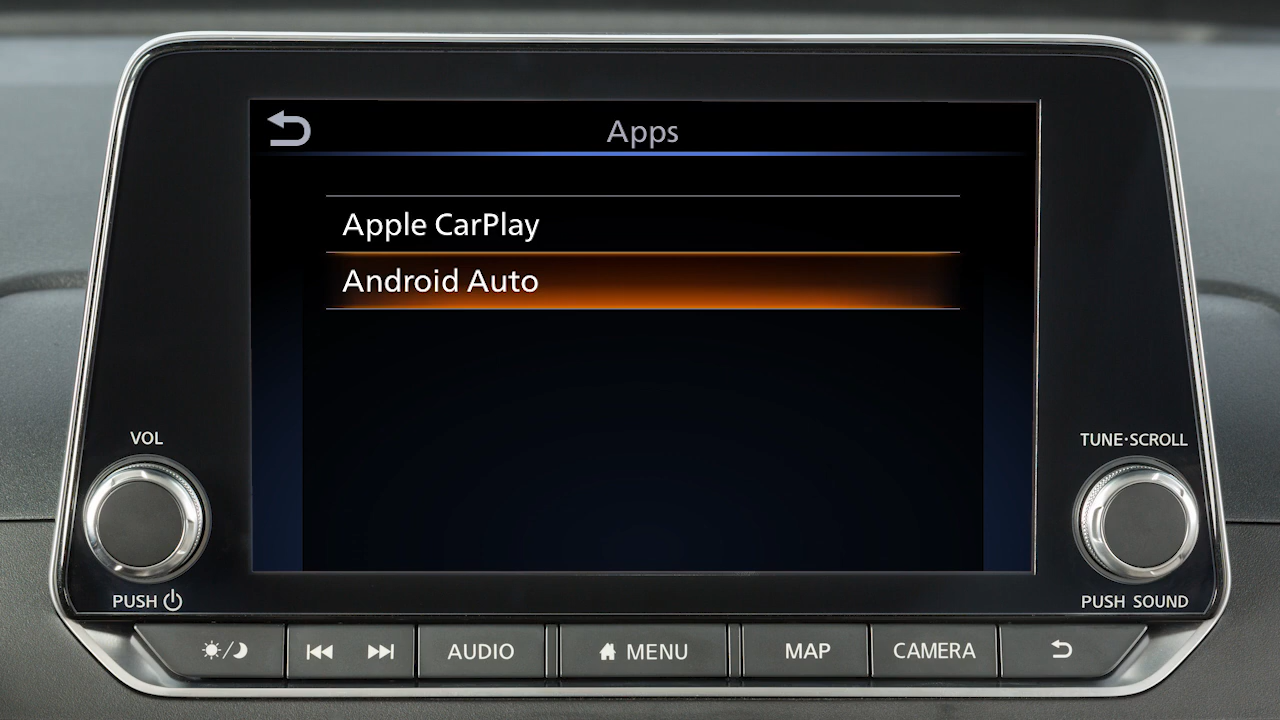 Apps
Apple CarPlay
Android Auto
VOL
TUNE·SCROLL
PUSH
PUSH SOUND
AUDIO
MENU
MAP
CAMERA